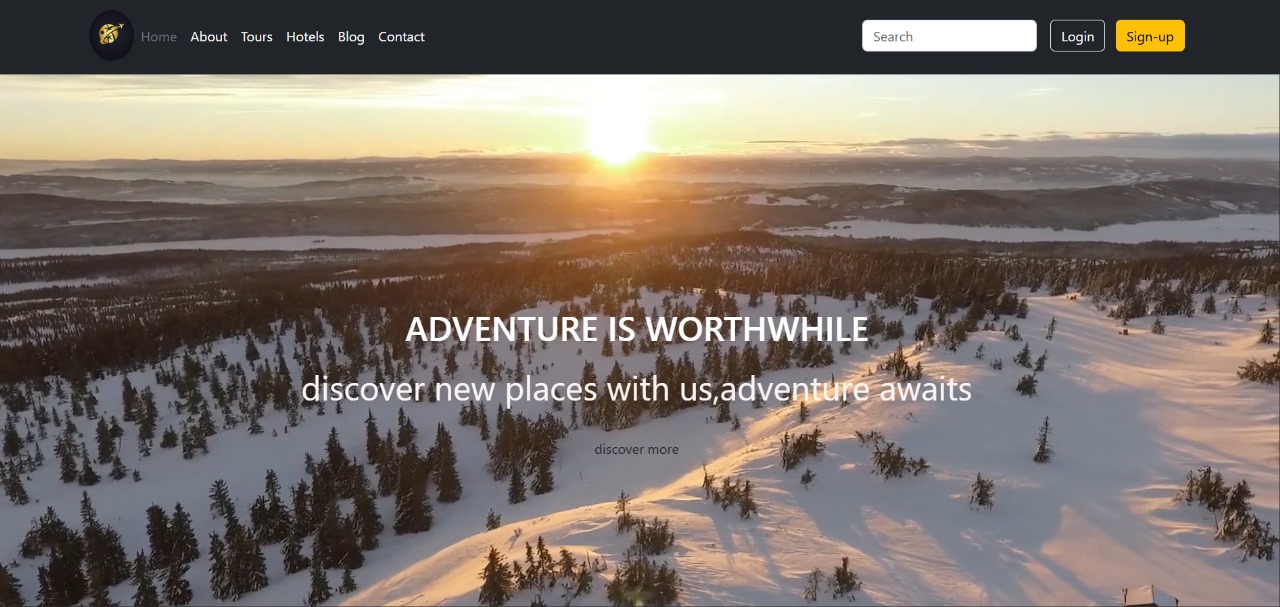 Home About Tours Hotels Blog Contact Search Login Sign-up
ADVENTURE IS WORTHWHILE
discover new places with us,adventure awaits
discover more